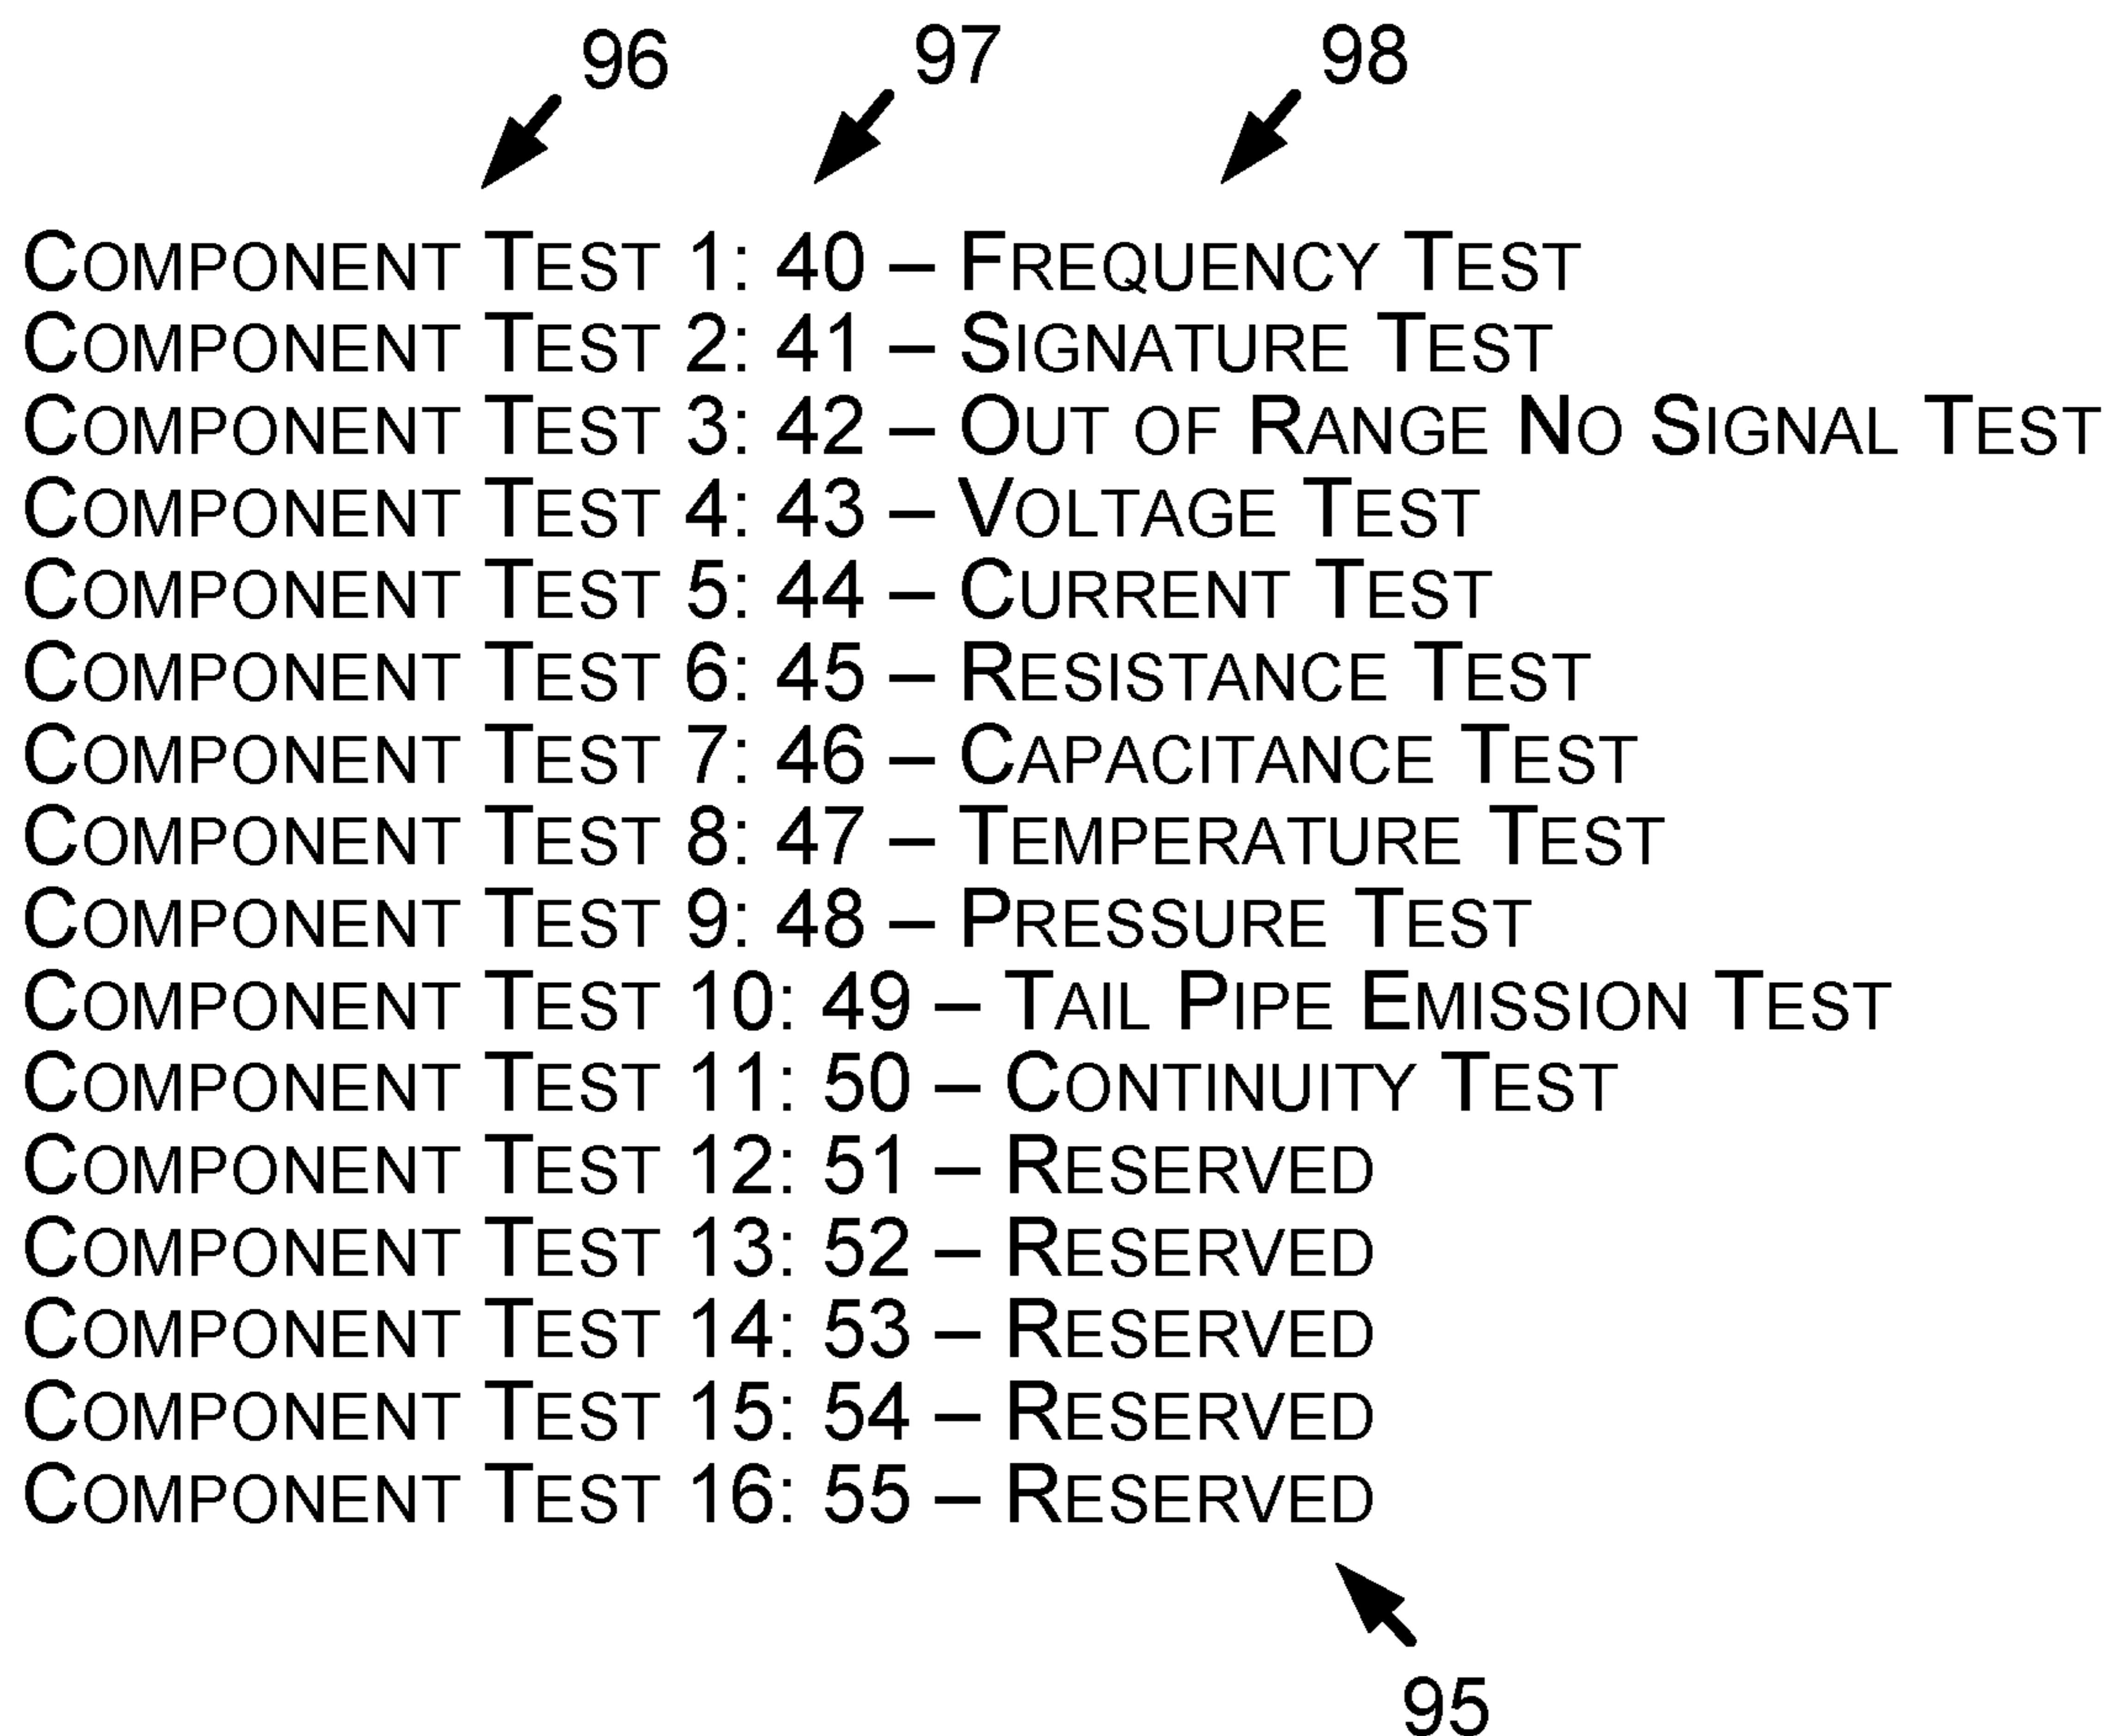 96 97 98
Component Test 1: 40 – Frequency Test
Component Test 2: 41 – Signature Test
Component Test 3: 42 – Out of Range No Signal Test
Component Test 4: 43 – Voltage Test
Component Test 5: 44 – Current Test
Component Test 6: 45 – Resistance Test
Component Test 7: 46 – Capacitance Test
Component Test 8: 47 – Temperature Test
Component Test 9: 48 – Pressure Test
Component Test 10: 49 – Tail Pipe Emission Test
Component Test 11: 50 – Continuity Test
Component Test 12: 51 – Reserved
Component Test 13: 52 – Reserved
Component Test 14: 53 – Reserved
Component Test 15: 54 – Reserved
Component Test 16: 55 – Reserved
95